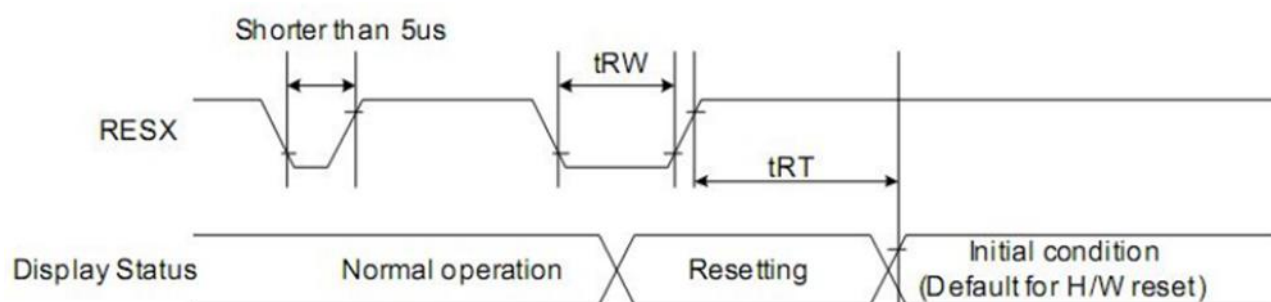 Shorter than 5us
tRW
RESX
tRT
Display Status
Normal operation
Resetting
Initial condition
(Default for H/W reset)